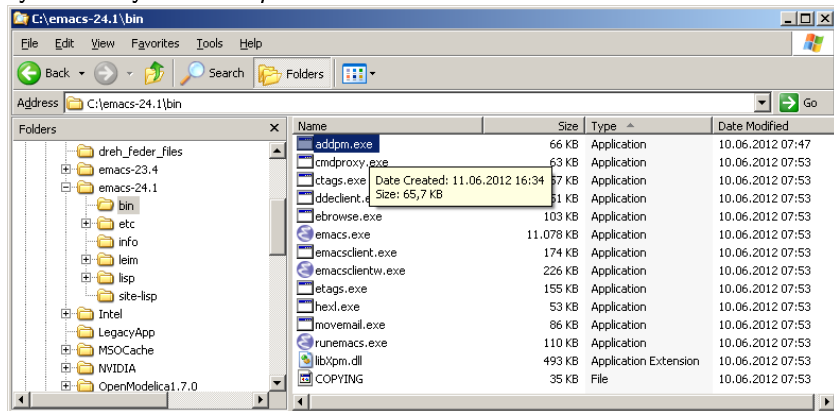 C:\emacs-24.1\bin
File Edit View Favorites Tools Help
Back Search Folders
Address C:\emacs-24.1\bin Go
Folders
dreh_feder_files
emacs-23.4
emacs-24.1
bin
etc
info
leim
lisp
site-lisp
Intel
LegacyApp
MSOCache
NVIDIA
OpenModelica1.7.0
Name Size Type Date Modified
addpm.exe 66 KB Application 10.06.2012 07:47
cmdproxy.exe 63 KB Application 10.06.2012 07:53
ctags.exe KB Application 10.06.2012 07:53
Date Created: 11.06.2012 16:34
Size: 65,7 KB
KB Application 10.06.2012 07:53
ebrowse.exe 103 KB Application 10.06.2012 07:53
emacs.exe 11.078 KB Application 10.06.2012 07:53
emacsclient.exe 174 KB Application 10.06.2012 07:53
emacsclientw.exe 226 KB Application 10.06.2012 07:53
etags.exe 155 KB Application 10.06.2012 07:53
hexl.exe 53 KB Application 10.06.2012 07:53
movemail.exe 86 KB Application 10.06.2012 07:53
runemacs.exe 110 KB Application 10.06.2012 07:53
libXpm.dll 493 KB Application Extension 10.06.2012 07:53
COPYING 35 KB File 10.06.2012 07:53